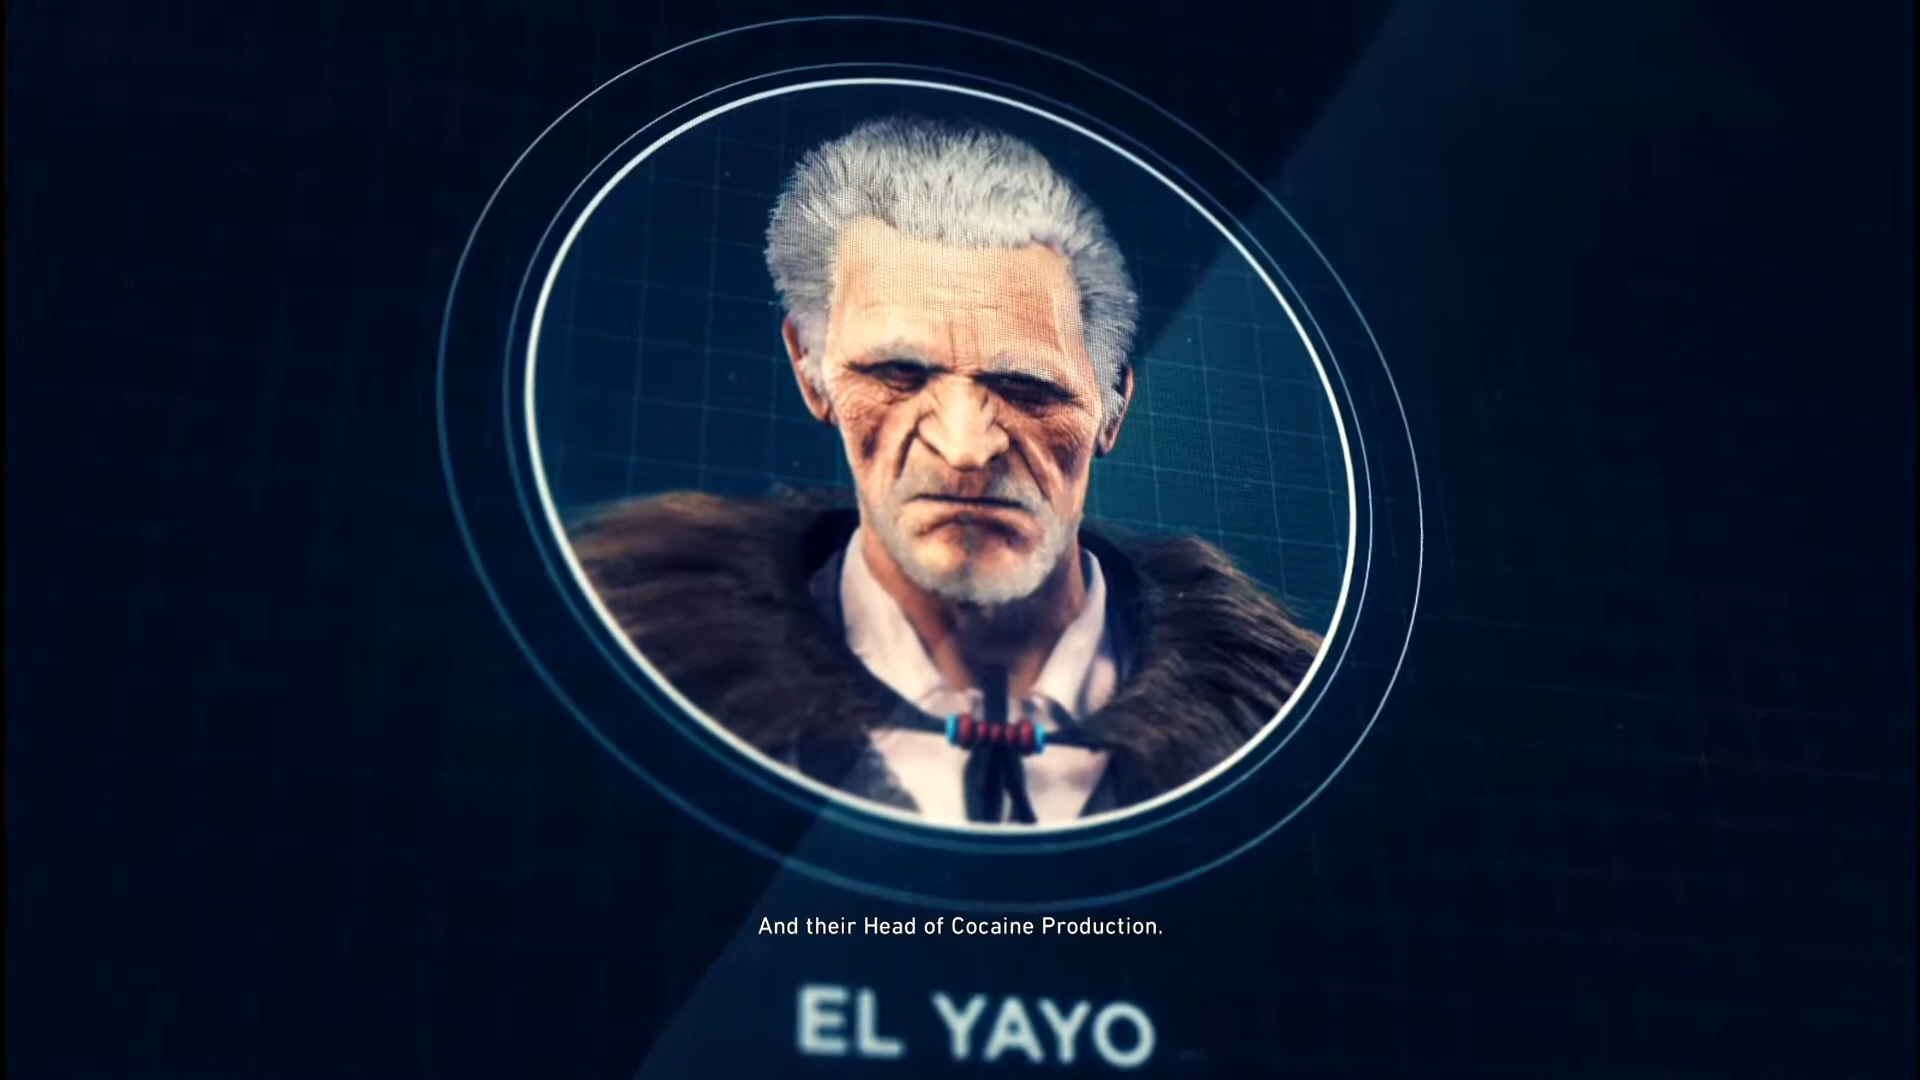 And their Head of Cocaine Production.
EL YAYO